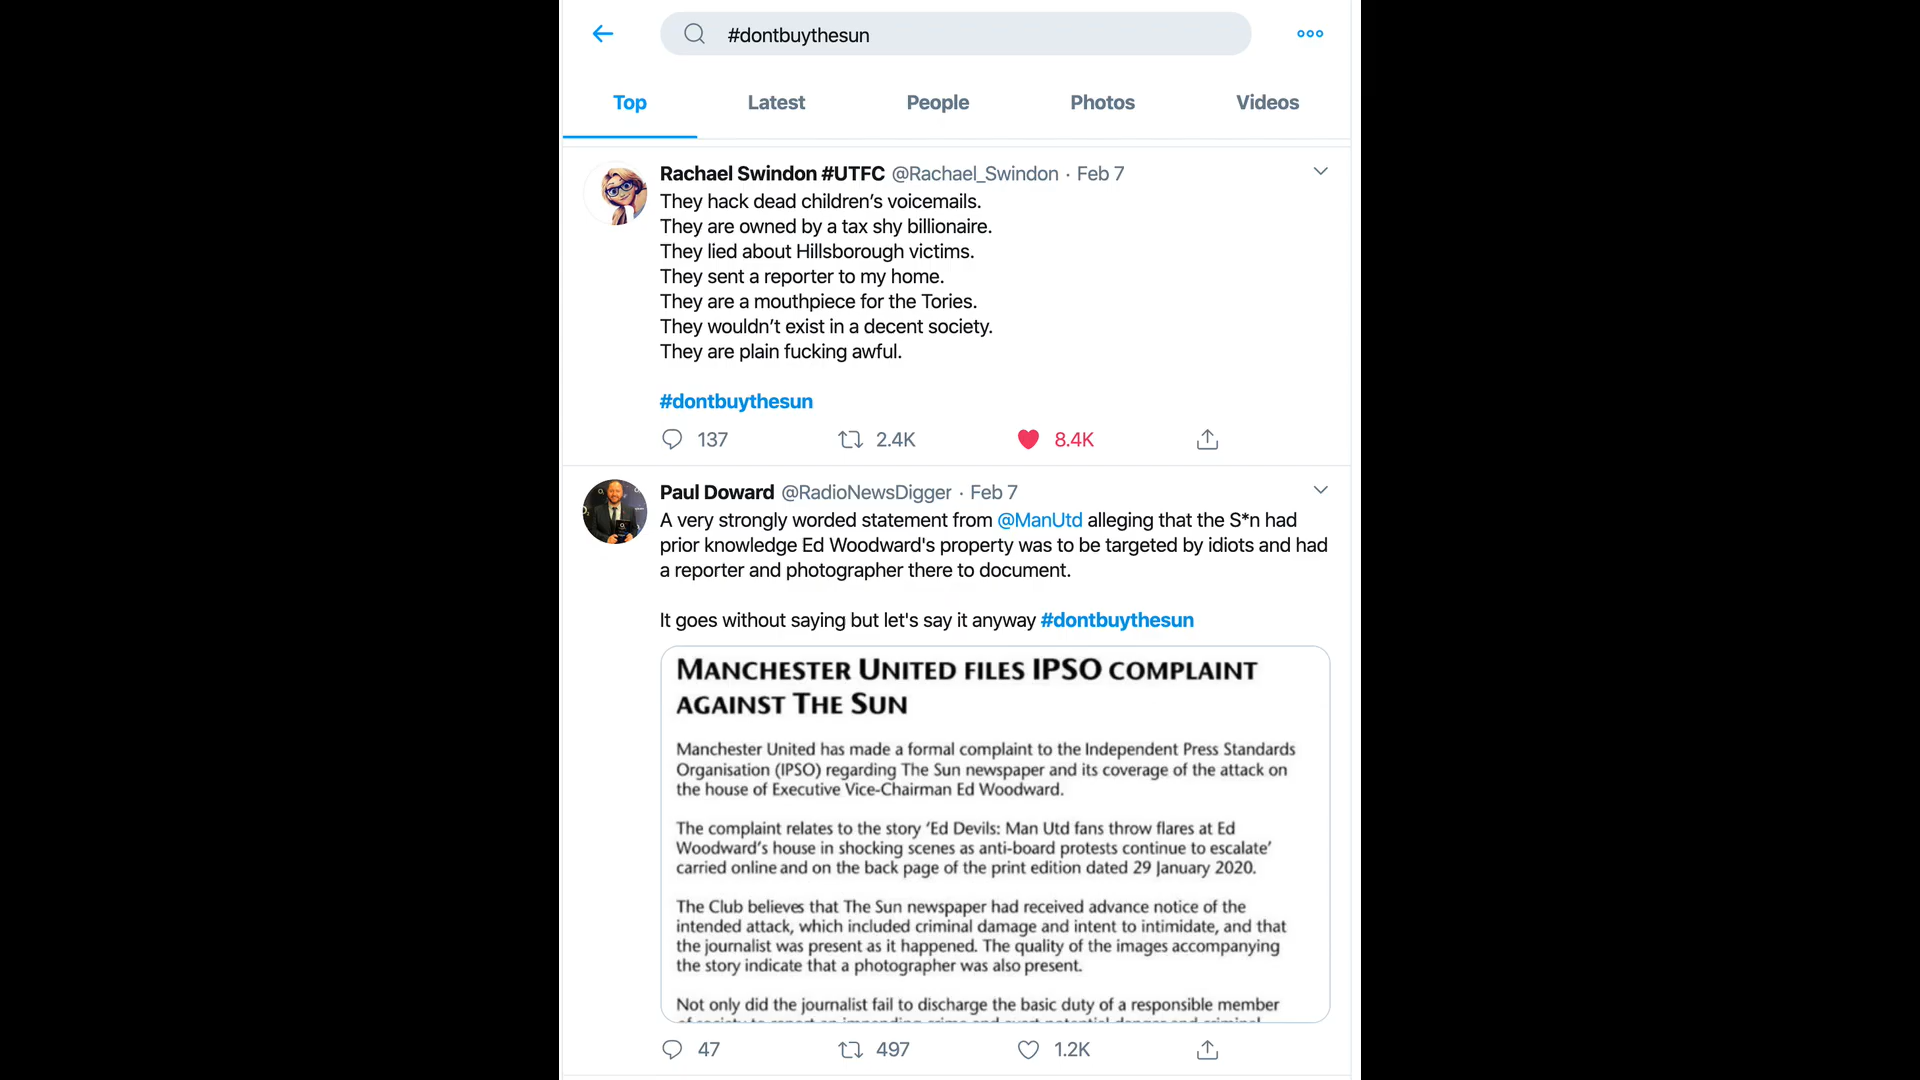 #dontbuythesun
Top Latest People Photos Videos
Rachael Swindon #UTFC @Rachael_Swindon · Feb 7
They hack dead children’s voicemails.
They are owned by a tax shy billionaire.
They lied about Hillsborough victims.
They sent a reporter to my home.
They are a mouthpiece for the Tories.
They wouldn’t exist in a decent society.
They are plain fucking awful.
#dontbuythesun
137 2.4K 8.4K
Paul Doward @RadioNewsDigger · Feb 7
A very strongly worded statement from @ManUtd alleging that the S*n had
prior knowledge Ed Woodward's property was to be targeted by idiots and had
a reporter and photographer there to document.
It goes without saying but let's say it anyway #dontbuythesun
MANCHESTER UNITED FILES IPSO COMPLAINT
AGAINST THE SUN
Manchester United has made a formal complaint to the Independent Press Standards
Organisation (IPSO) regarding The Sun newspaper and its coverage of the attack on
the house of Executive Vice-Chairman Ed Woodward.
The complaint relates to the story ‘Ed Devils: Man Utd fans throw flares at Ed
Woodward’s house in shocking scenes as anti-board protests continue to escalate’
carried online and on the back page of the print edition dated 29 January 2020.
The Club believes that The Sun newspaper had received advance notice of the
intended attack, which included criminal damage and intent to intimidate, and that
the journalist was present as it happened. The quality of the images accompanying
the story indicate that a photographer was also present.
Not only did the journalist fail to discharge the basic duty of a responsible member
47 497 1.2K